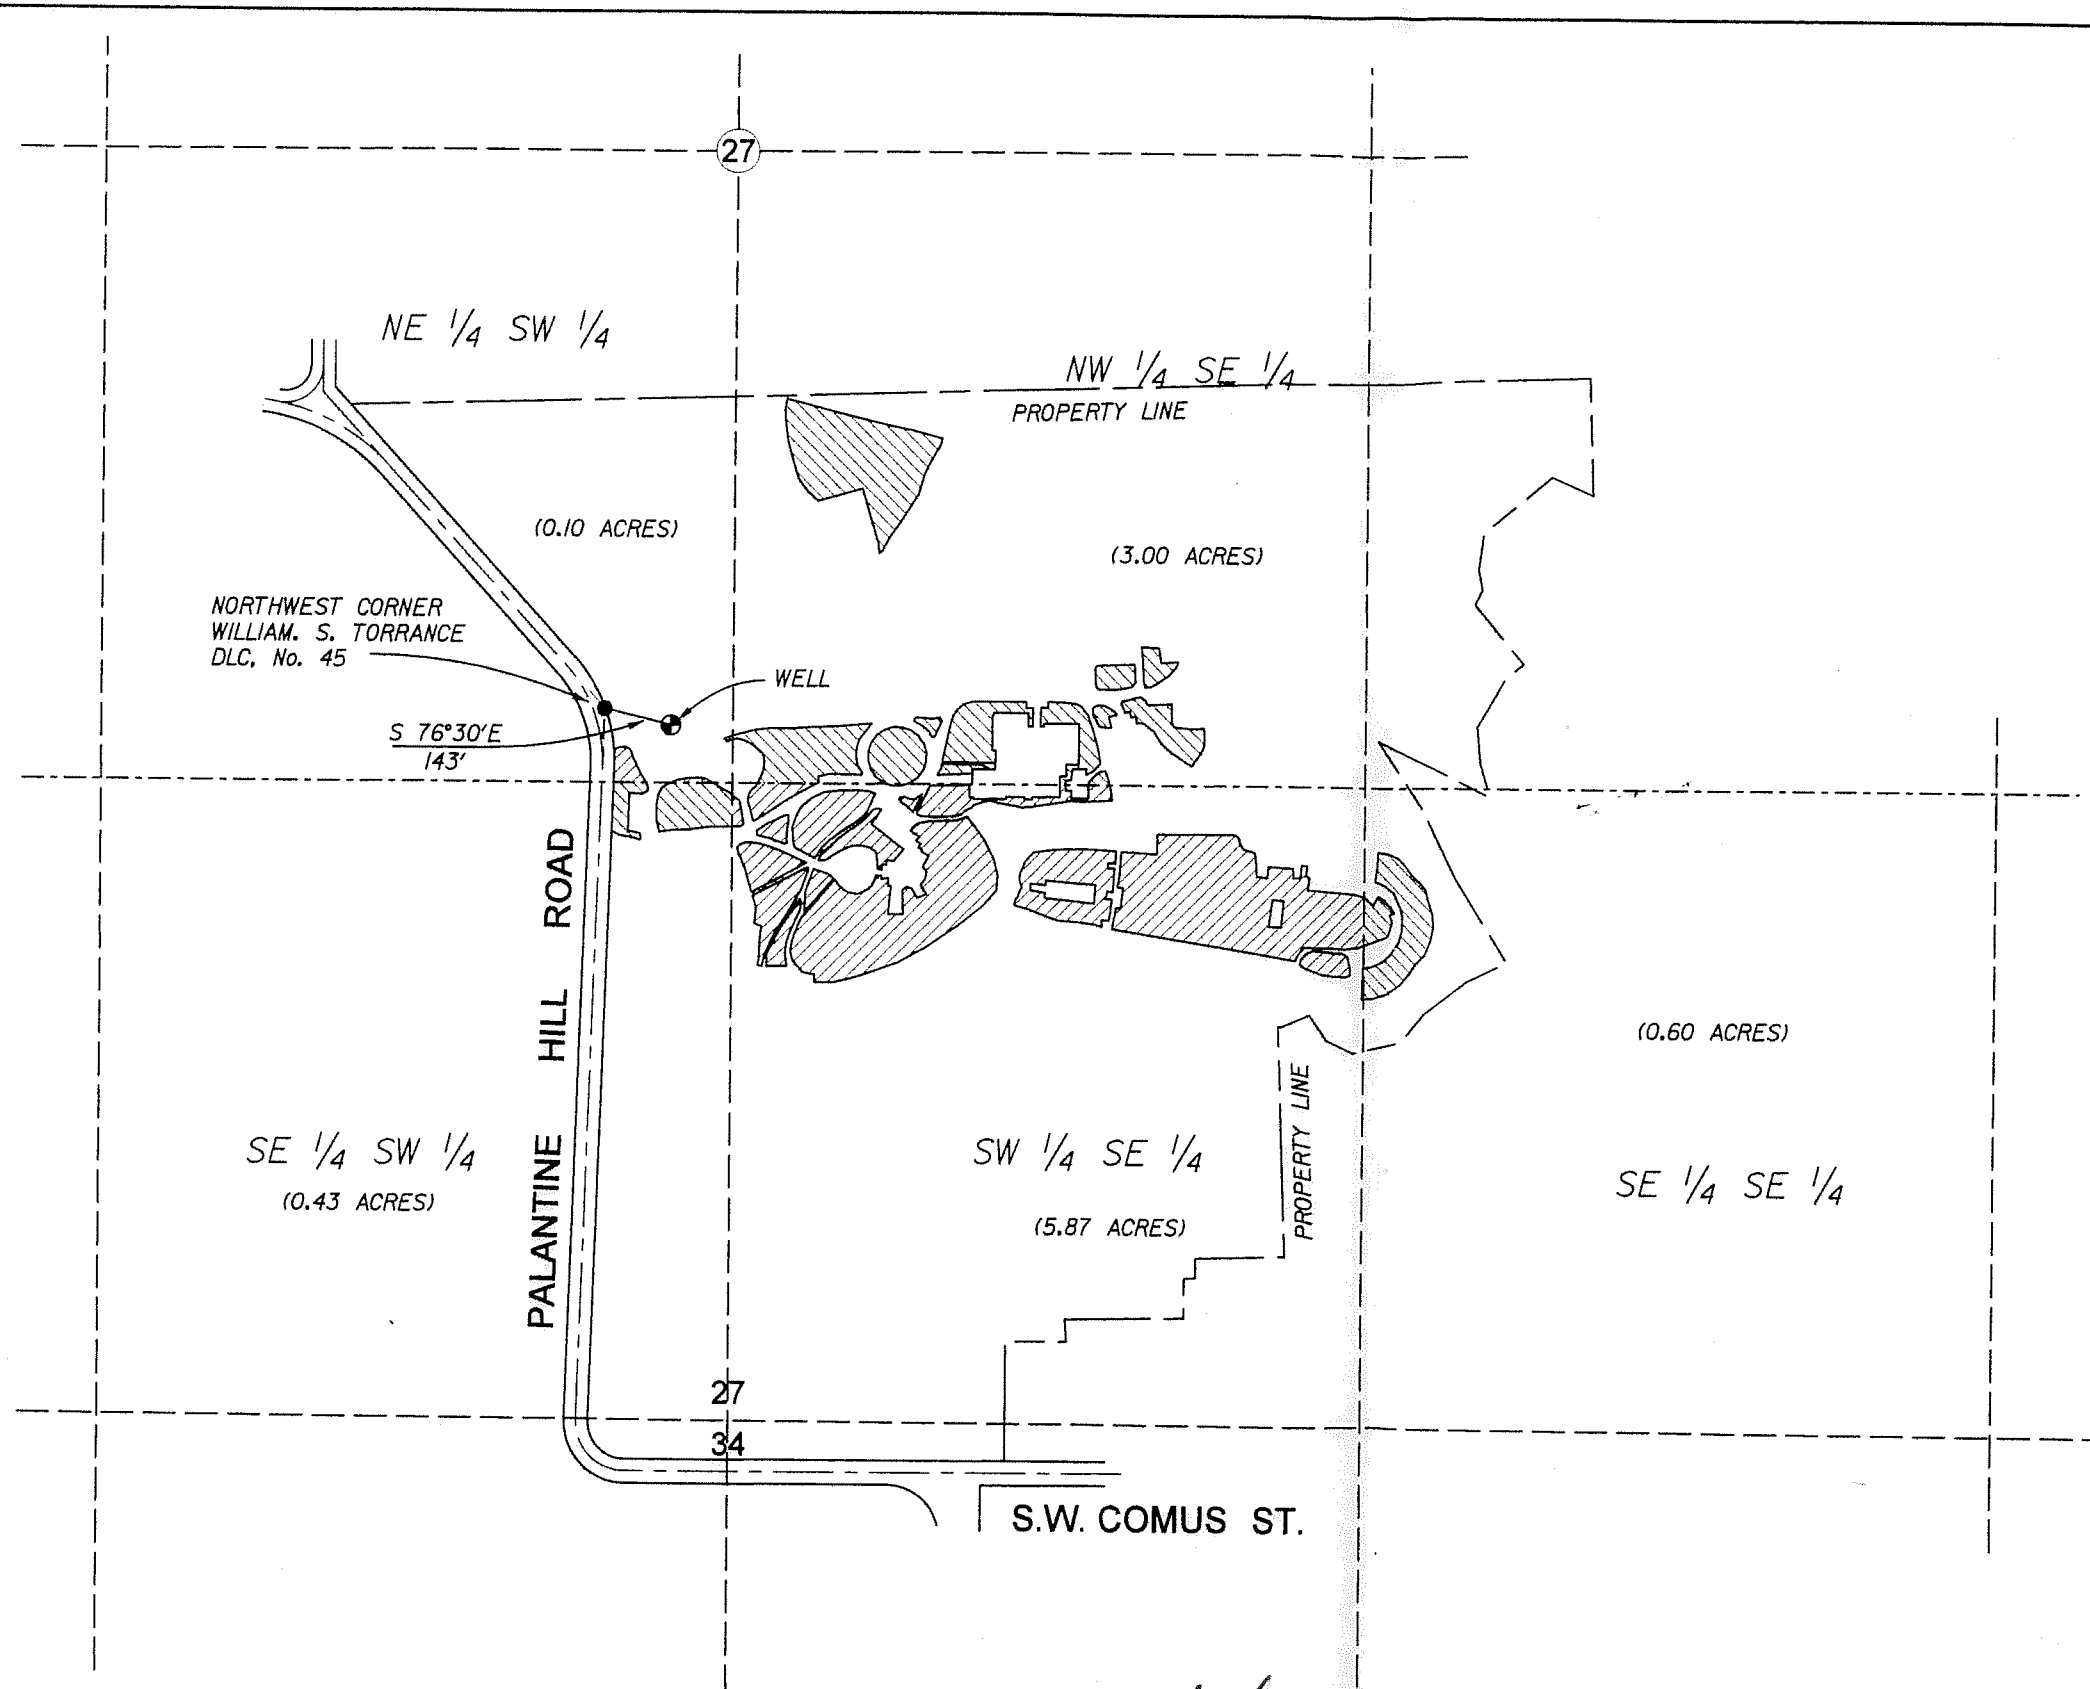 27
NE 1/4 SW 1/4
NW 1/4 SE 1/4
PROPERTY LINE
(0.10 ACRES)
(3.00 ACRES)
NORTHWEST CORNER
WILLIAM. S. TORRANCE
DLC, No. 45
WELL
S 76°30'E
143'
PALANTINE HILL ROAD
(0.60 ACRES)
PROPERTY LINE
SE 1/4 SW 1/4
(0.43 ACRES)
SW 1/4 SE 1/4
(5.87 ACRES)
SE 1/4 SE 1/4
27
34
S.W. COMUS ST.